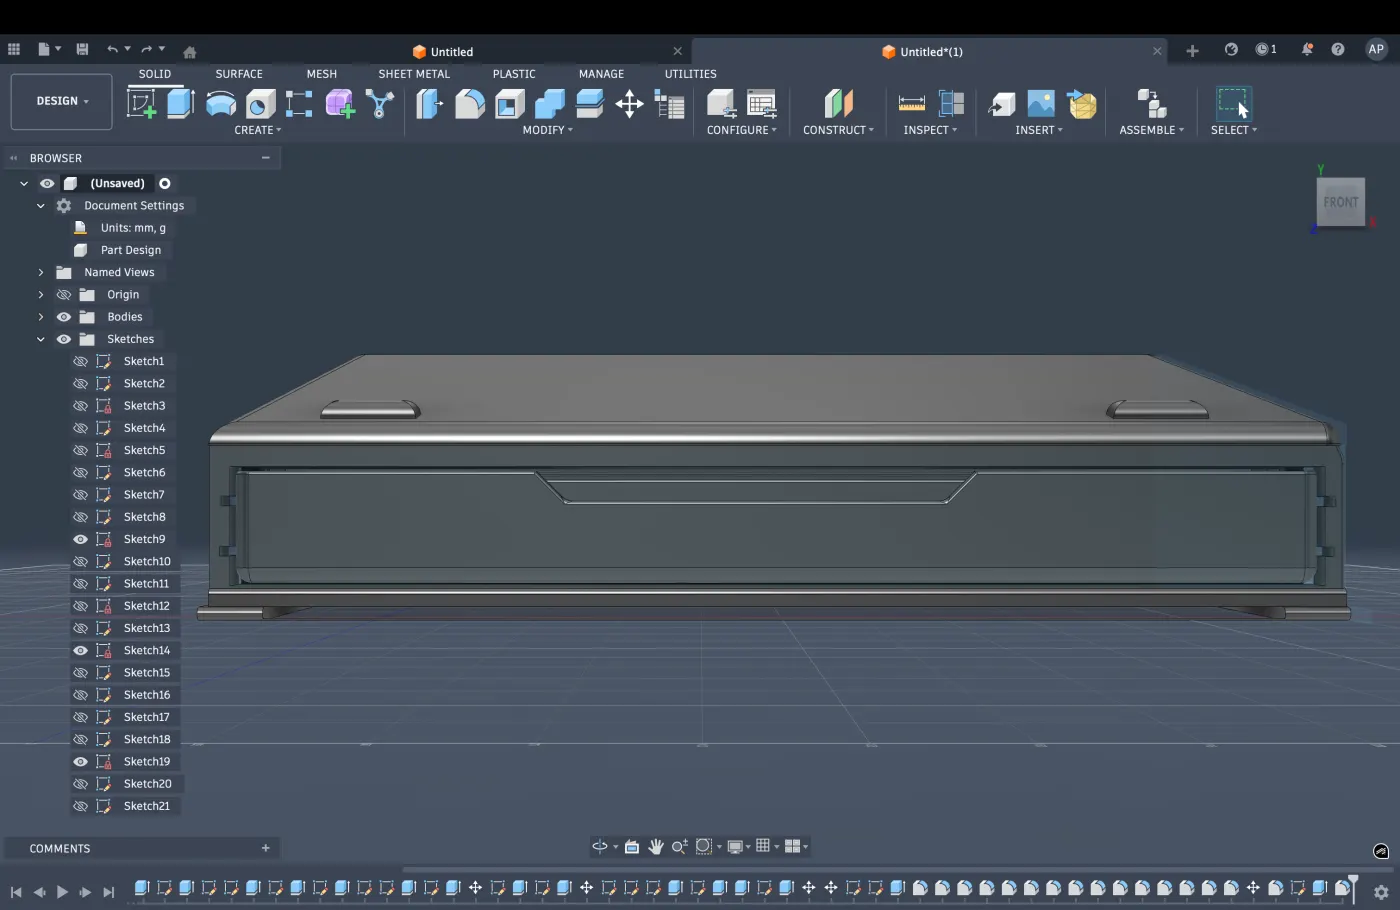 Untitled
Untitled*(1)
1
AP
DESIGN
SOLID
SURFACE
MESH
SHEET METAL
PLASTIC
MANAGE
UTILITIES
CREATE
MODIFY
CONFIGURE
CONSTRUCT
INSPECT
INSERT
ASSEMBLE
SELECT
BROWSER
(Unsaved)
Document Settings
Units: mm, g
Part Design
Named Views
Origin
Bodies
Sketches
Sketch1
Sketch2
Sketch3
Sketch4
Sketch5
Sketch6
Sketch7
Sketch8
Sketch9
Sketch10
Sketch11
Sketch12
Sketch13
Sketch14
Sketch15
Sketch16
Sketch17
Sketch18
Sketch19
Sketch20
Sketch21
Y
FRONT
X
Z
COMMENTS